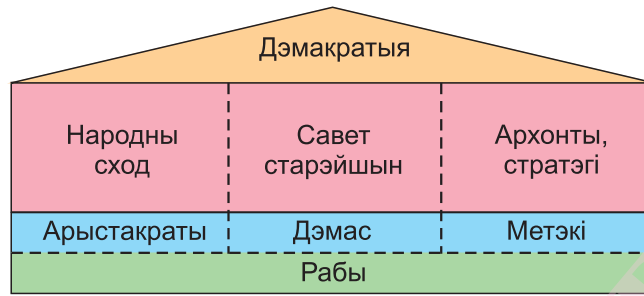 Дэмакратыя
Народны
сход
Савет
старэйшын
Архонты,
стратэгі
Арыстакраты
Дэмас
Метэкі
Рабы